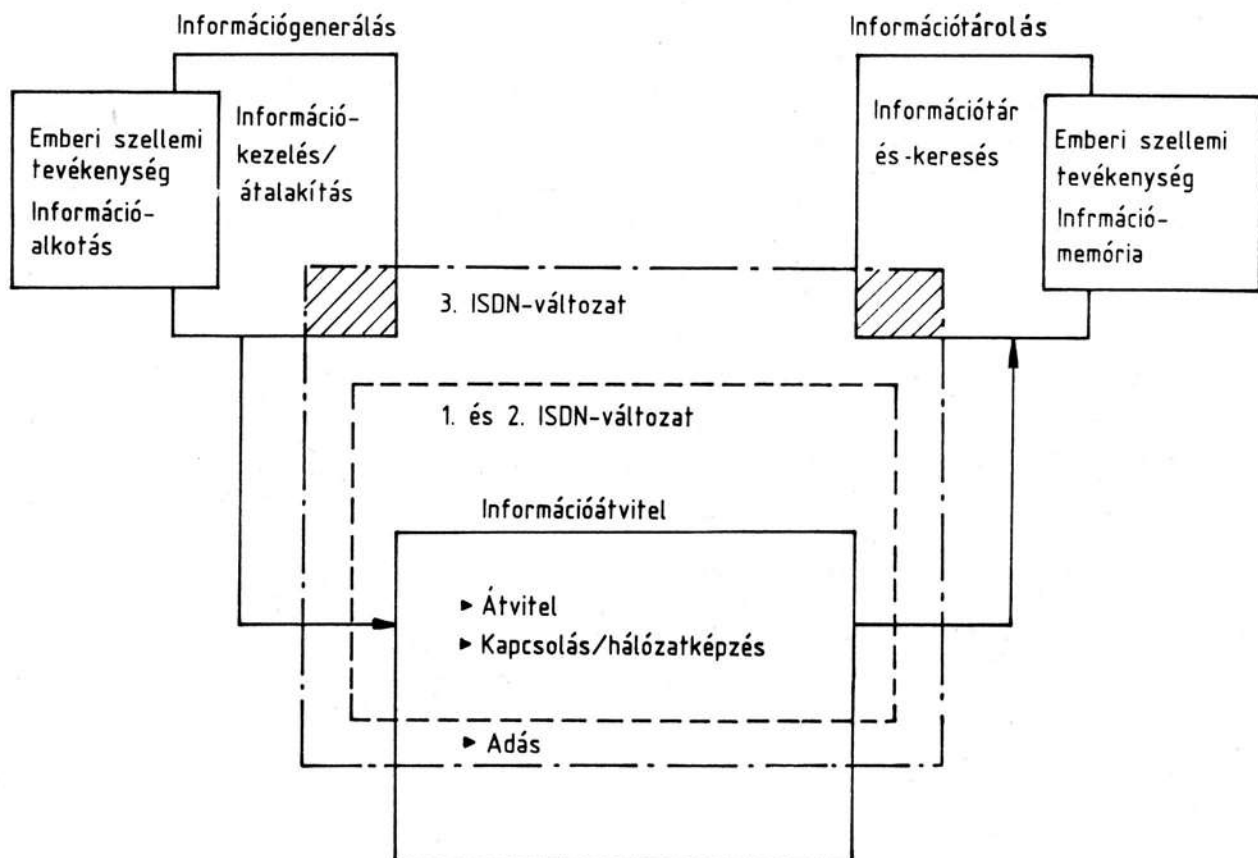 Információgenerálás
Információ-
kezelés/
átalakítás
Emberi szellemi
tevékenység
Információ-
alkotás
Információtárolás
Információtár
és-keresés
Emberi szellemi
tevékenység
Infrmáció-
memória
3. ISDN-változat
1. és 2. ISDN-változat
Információátvitel
▸ Átvitel
▸ Kapcsolás/hálózatképzés
▸ Adás